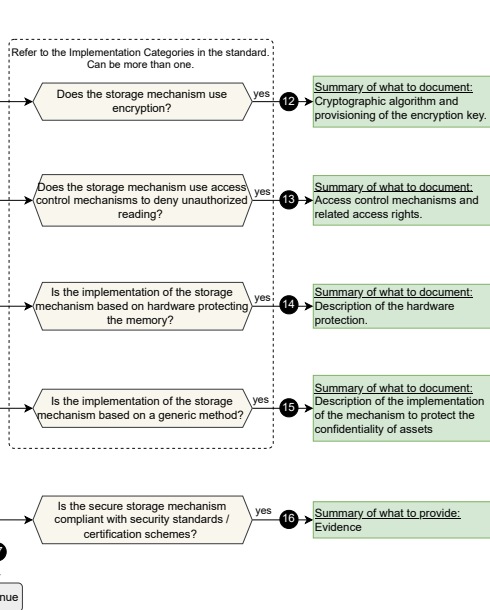 Refer to the Implementation Categories in the standard.
Can be more than one.
Does the storage mechanism use
encryption?
yes
12
Summary of what to document:
Cryptographic algorithm and
provisioning of the encryption key.
Does the storage mechanism use access
control mechanisms to deny unauthorized
reading?
yes
13
Summary of what to document:
Access control mechanisms and
related access rights.
Is the implementation of the storage
mechanism based on hardware protecting
the memory?
yes
14
Summary of what to document:
Description of the hardware
protection.
Is the implementation of the storage
mechanism based on a generic method?
yes
15
Summary of what to document:
Description of the implementation
of the mechanism to protect the
confidentiality of assets
Is the secure storage mechanism
compliant with security standards /
certification schemes?
yes
16
Summary of what to provide:
Evidence
nue